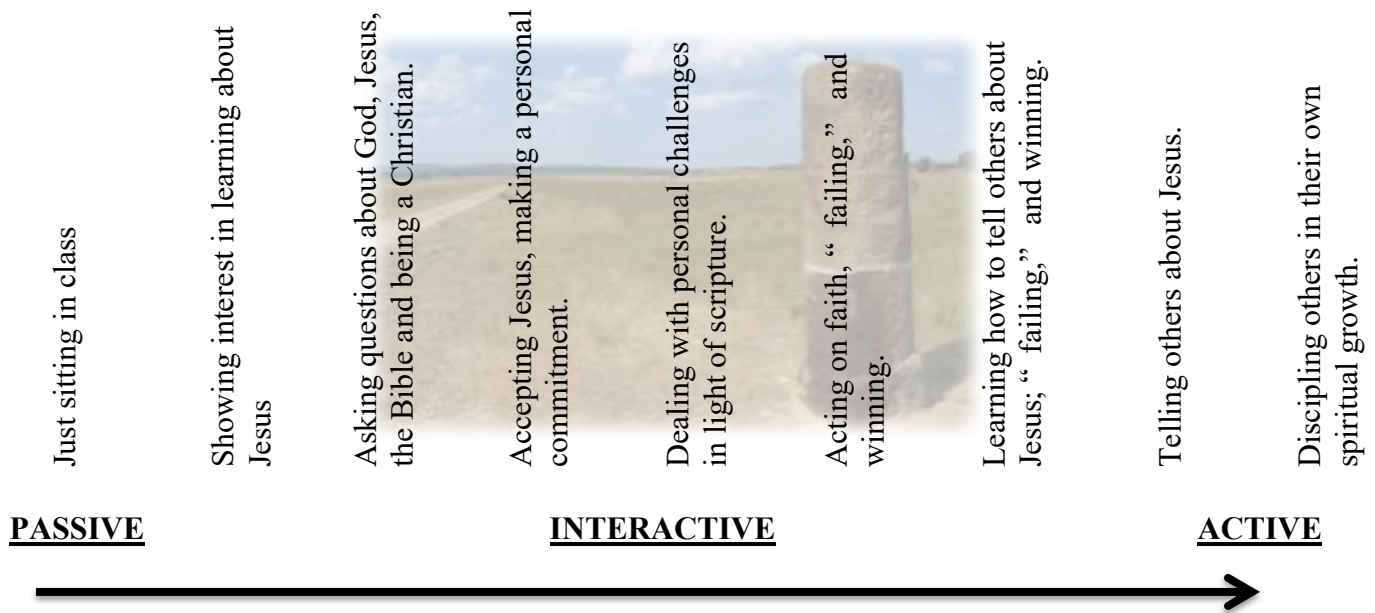 Just sitting in class
Showing interest in learning about
Jesus
Asking questions about God, Jesus,
the Bible and being a Christian.
Accepting Jesus, making a personal
commitment.
Dealing with personal challenges
in light of scripture.
Acting on faith, “ failing,” and
winning.
Learning how to tell others about
Jesus; “ failing,” and winning.
Telling others about Jesus.
Discipling others in their own
spiritual growth.
PASSIVE
INTERACTIVE
ACTIVE